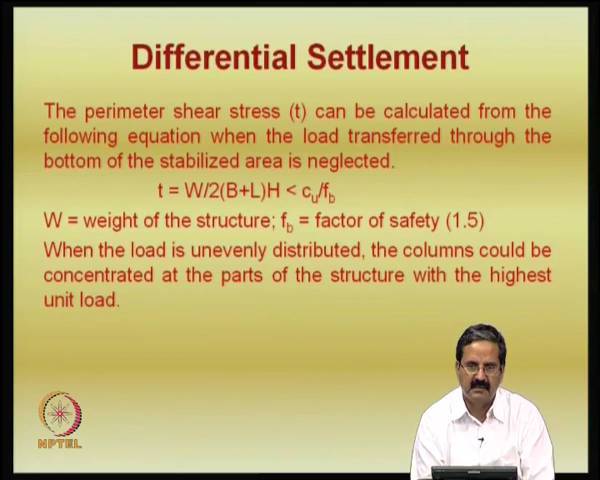 Differential Settlement
The perimeter shear stress (t) can be calculated from the
following equation when the load transferred through the
bottom of the stabilized area is neglected.
t = W/2(B+L)H < cu/fb
W = weight of the structure; fb = factor of safety (1.5)
When the load is unevenly distributed, the columns could be
concentrated at the parts of the structure with the highest
unit load.
NPTEL